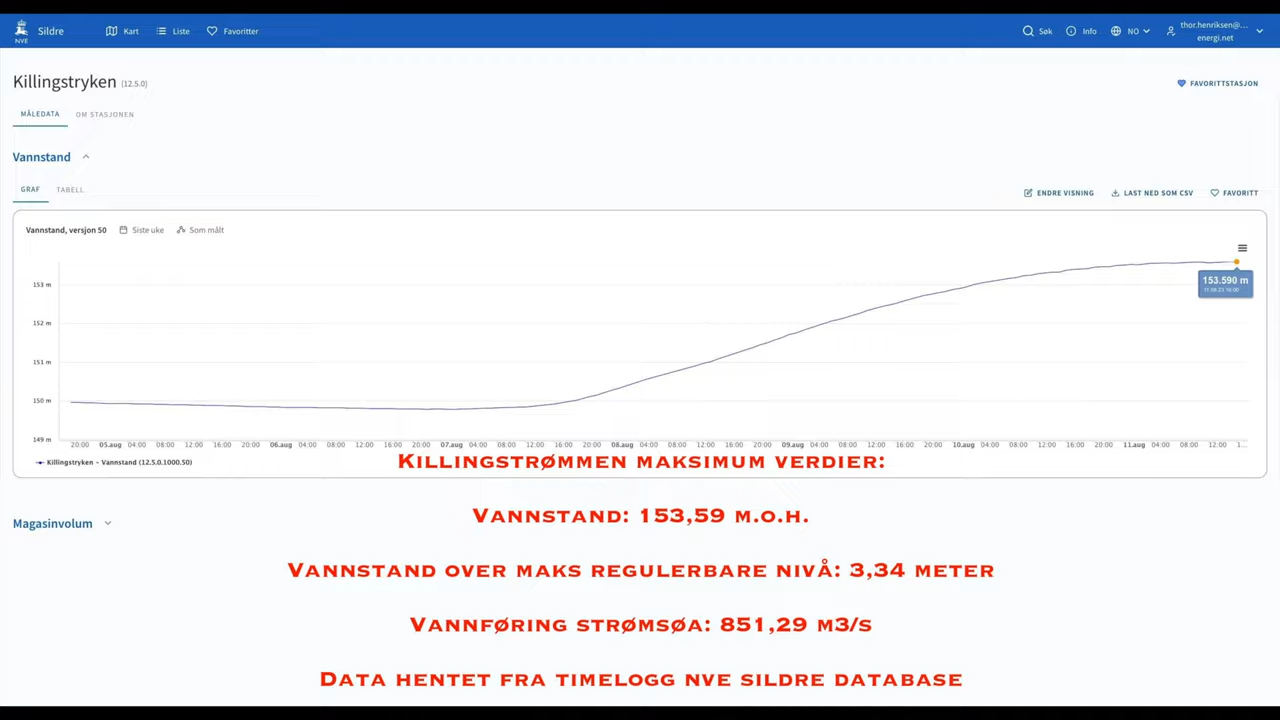 NVE
Sildre
Kart
Liste
Favoritter
Søk
Info
NO
thor.henriksen@...
energi.net
Killingstryken (12.5.0)
FAVORITTSTASJON
MÅLEDATA
OM STASJONEN
Vannstand
GRAF
TABELL
ENDRE VISNING
LAST NED SOM CSV
FAVORITT
Vannstand, versjon 50
Siste uke
Som målt
153.590 m
153 m
152 m
151 m
150 m
149 m
20:00 05.aug 04:00 08:00 12:00 16:00 20:00 06.aug 04:00 08:00 12:00 16:00 20:00 07.aug 04:00 08:00 12:00 16:00 20:00 08.aug 04:00 08:00 12:00 16:00 20:00 09.aug 04:00 08:00 12:00 16:00 20:00 10.aug 04:00 08:00 12:00 16:00 20:00 11.aug 04:00 08:00 12:00 1...
Killingstryken - Vannstand (12.5.0.1000.50)
KILLINGSTRØMMEN MAKSIMUM VERDIER:
VANNSTAND: 153,59 M.O.H.
Magasinvolum
VANNSTAND OVER MAKS REGULERBARE NIVÅ: 3,34 METER
VANNFØRING STRØMSØA: 851,29 M3/S
DATA HENTET FRA TIMELOGG NVE SILDRE DATABASE